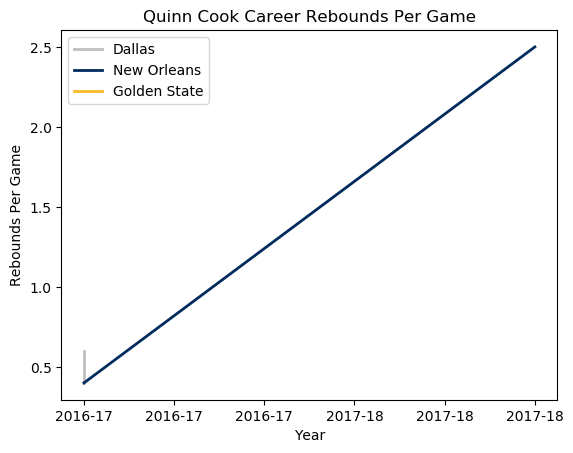 Quinn Cook Career Rebounds Per Game
Dallas
New Orleans
Golden State
2.5
2.0
1.5
1.0
0.5
Rebounds Per Game
2016-17 2016-17 2016-17 2017-18 2017-18 2017-18
Year